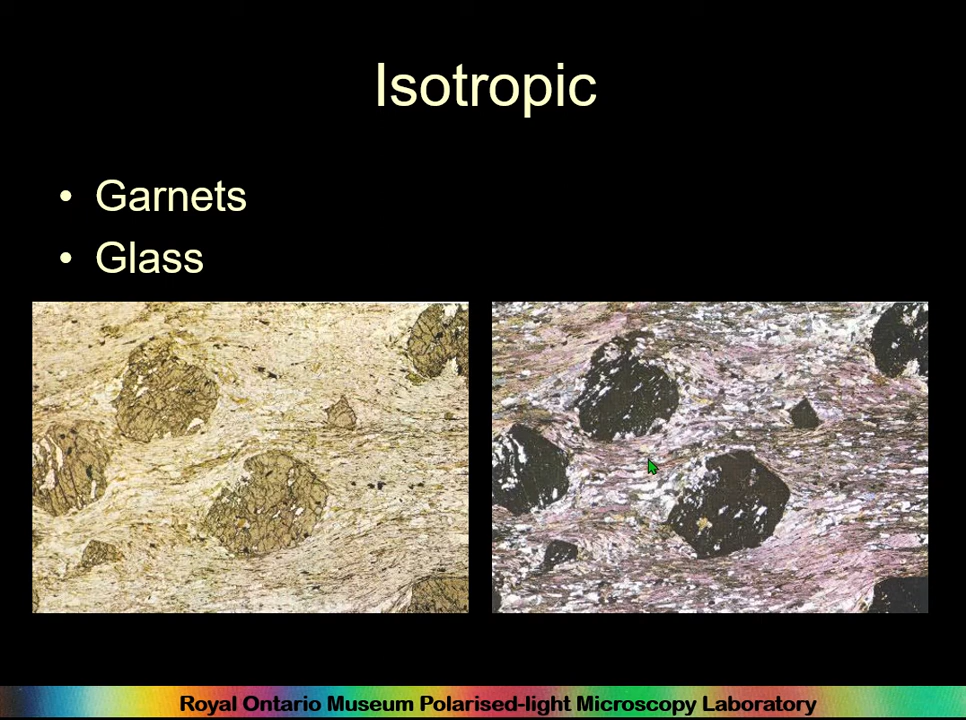 Isotropic
• Garnets
• Glass
Royal Ontario Museum Polarised-light Microscopy Laboratory